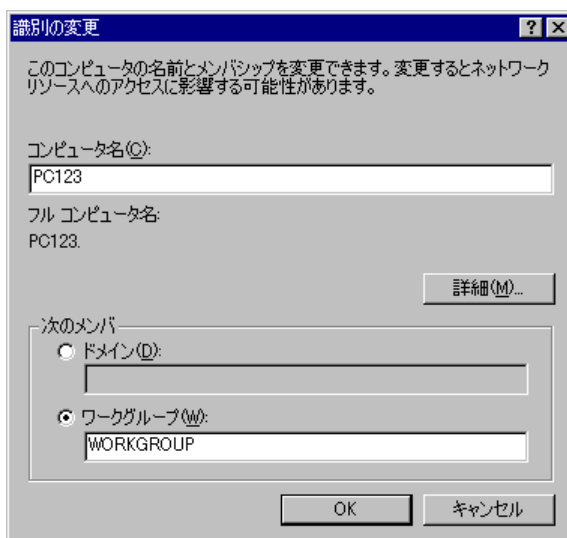 識別の変更
このコンピュータの名前とメンバシップを変更できます。変更するとネットワーク
リソースへのアクセスに影響する可能性があります。
コンピュータ名(C):
PC123
フル コンピュータ名:
PC123.
詳細(M)...
次のメンバ
ドメイン(D):
ワークグループ(W):
WORKGROUP
OK キャンセル